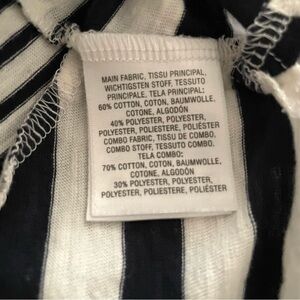 MAIN FABRIC, TISSU PRINCIPAL,
WICHTIGSTEN STOFF, TESSUTO
PRINCIPALE, TELA PRINCIPAL:
60% COTTON, COTON, BAUMWOLLE,
COTONE, ALGODÓN
40% POLYESTER, POLYESTER,
POLYESTER, POLIESTERE, POLIÉSTER
COMBO FABRIC, TISSU DE COMBO.
COMBO STOFF, TESSUTO COMBO.
TELA COMBO:
70% COTTON, COTON, BAUMWOLLE,
COTONE, ALGODÓN
30% POLYESTER, POLYESTER,
POLYESTER, POLIESTERE, POLIÉSTER